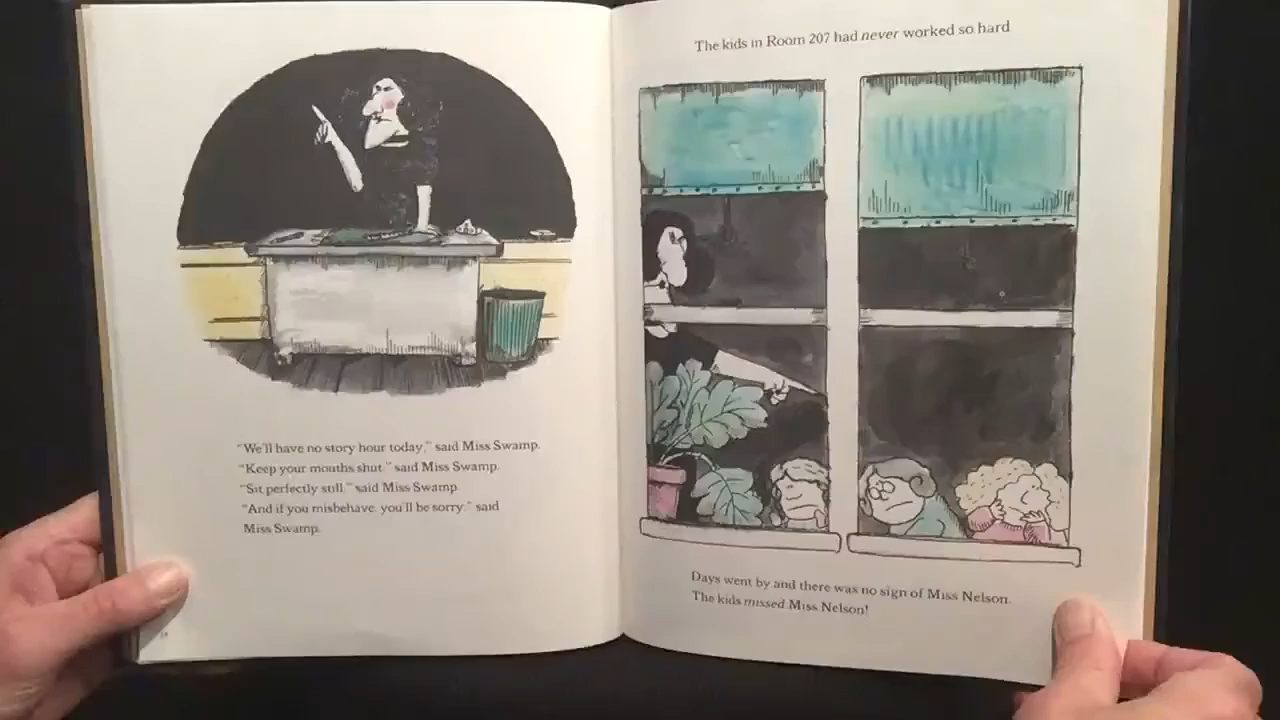 "We'll have no story hour today," said Miss Swamp.
"Keep your mouths shut," said Miss Swamp.
"Sit perfectly still," said Miss Swamp.
"And if you misbehave, you'll be sorry," said
Miss Swamp.
The kids in Room 207 had never worked so hard.
Days went by and there was no sign of Miss Nelson.
The kids missed Miss Nelson!